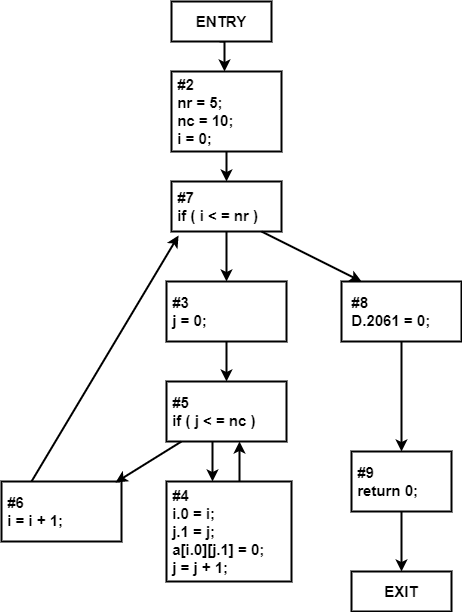 ENTRY
#2
nr = 5;
nc = 10;
i = 0;
#7
if ( i < = nr )
#3
j = 0;
#8
D.2061 = 0;
#5
if ( j < = nc )
#6
i = i + 1;
#4
i.0 = i;
j.1 = j;
a[i.0][j.1] = 0;
j = j + 1;
#9
return 0;
EXIT